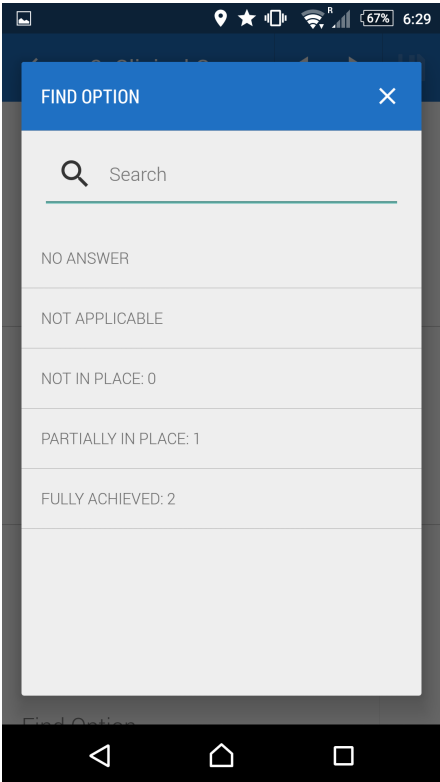 R
67%
6:29
FIND OPTION
Search
NO ANSWER
NOT APPLICABLE
NOT IN PLACE: 0
PARTIALLY IN PLACE: 1
FULLY ACHIEVED: 2
Find Option